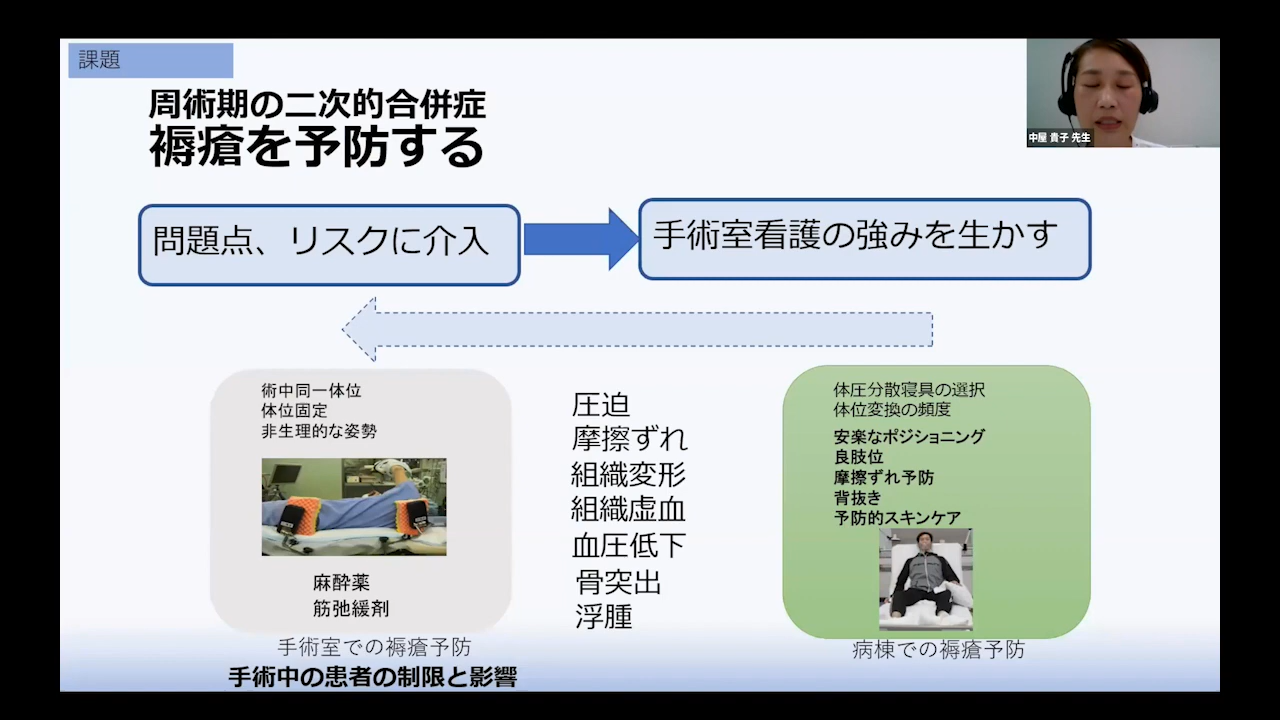 課題
周術期の二次的合併症
褥瘡を予防する
中屋 貴子 先生
問題点、リスクに介入
手術室看護の強みを生かす
術中同一体位
体位固定
非生理的な姿勢
麻酔薬
筋弛緩剤
手術室での褥瘡予防
手術中の患者の制限と影響
圧迫
摩擦ずれ
組織変形
組織虚血
血圧低下
骨突出
浮腫
体圧分散寝具の選択
体位変換の頻度
安楽なポジショニング
良肢位
摩擦ずれ予防
背抜き
予防的スキンケア
病棟での褥瘡予防